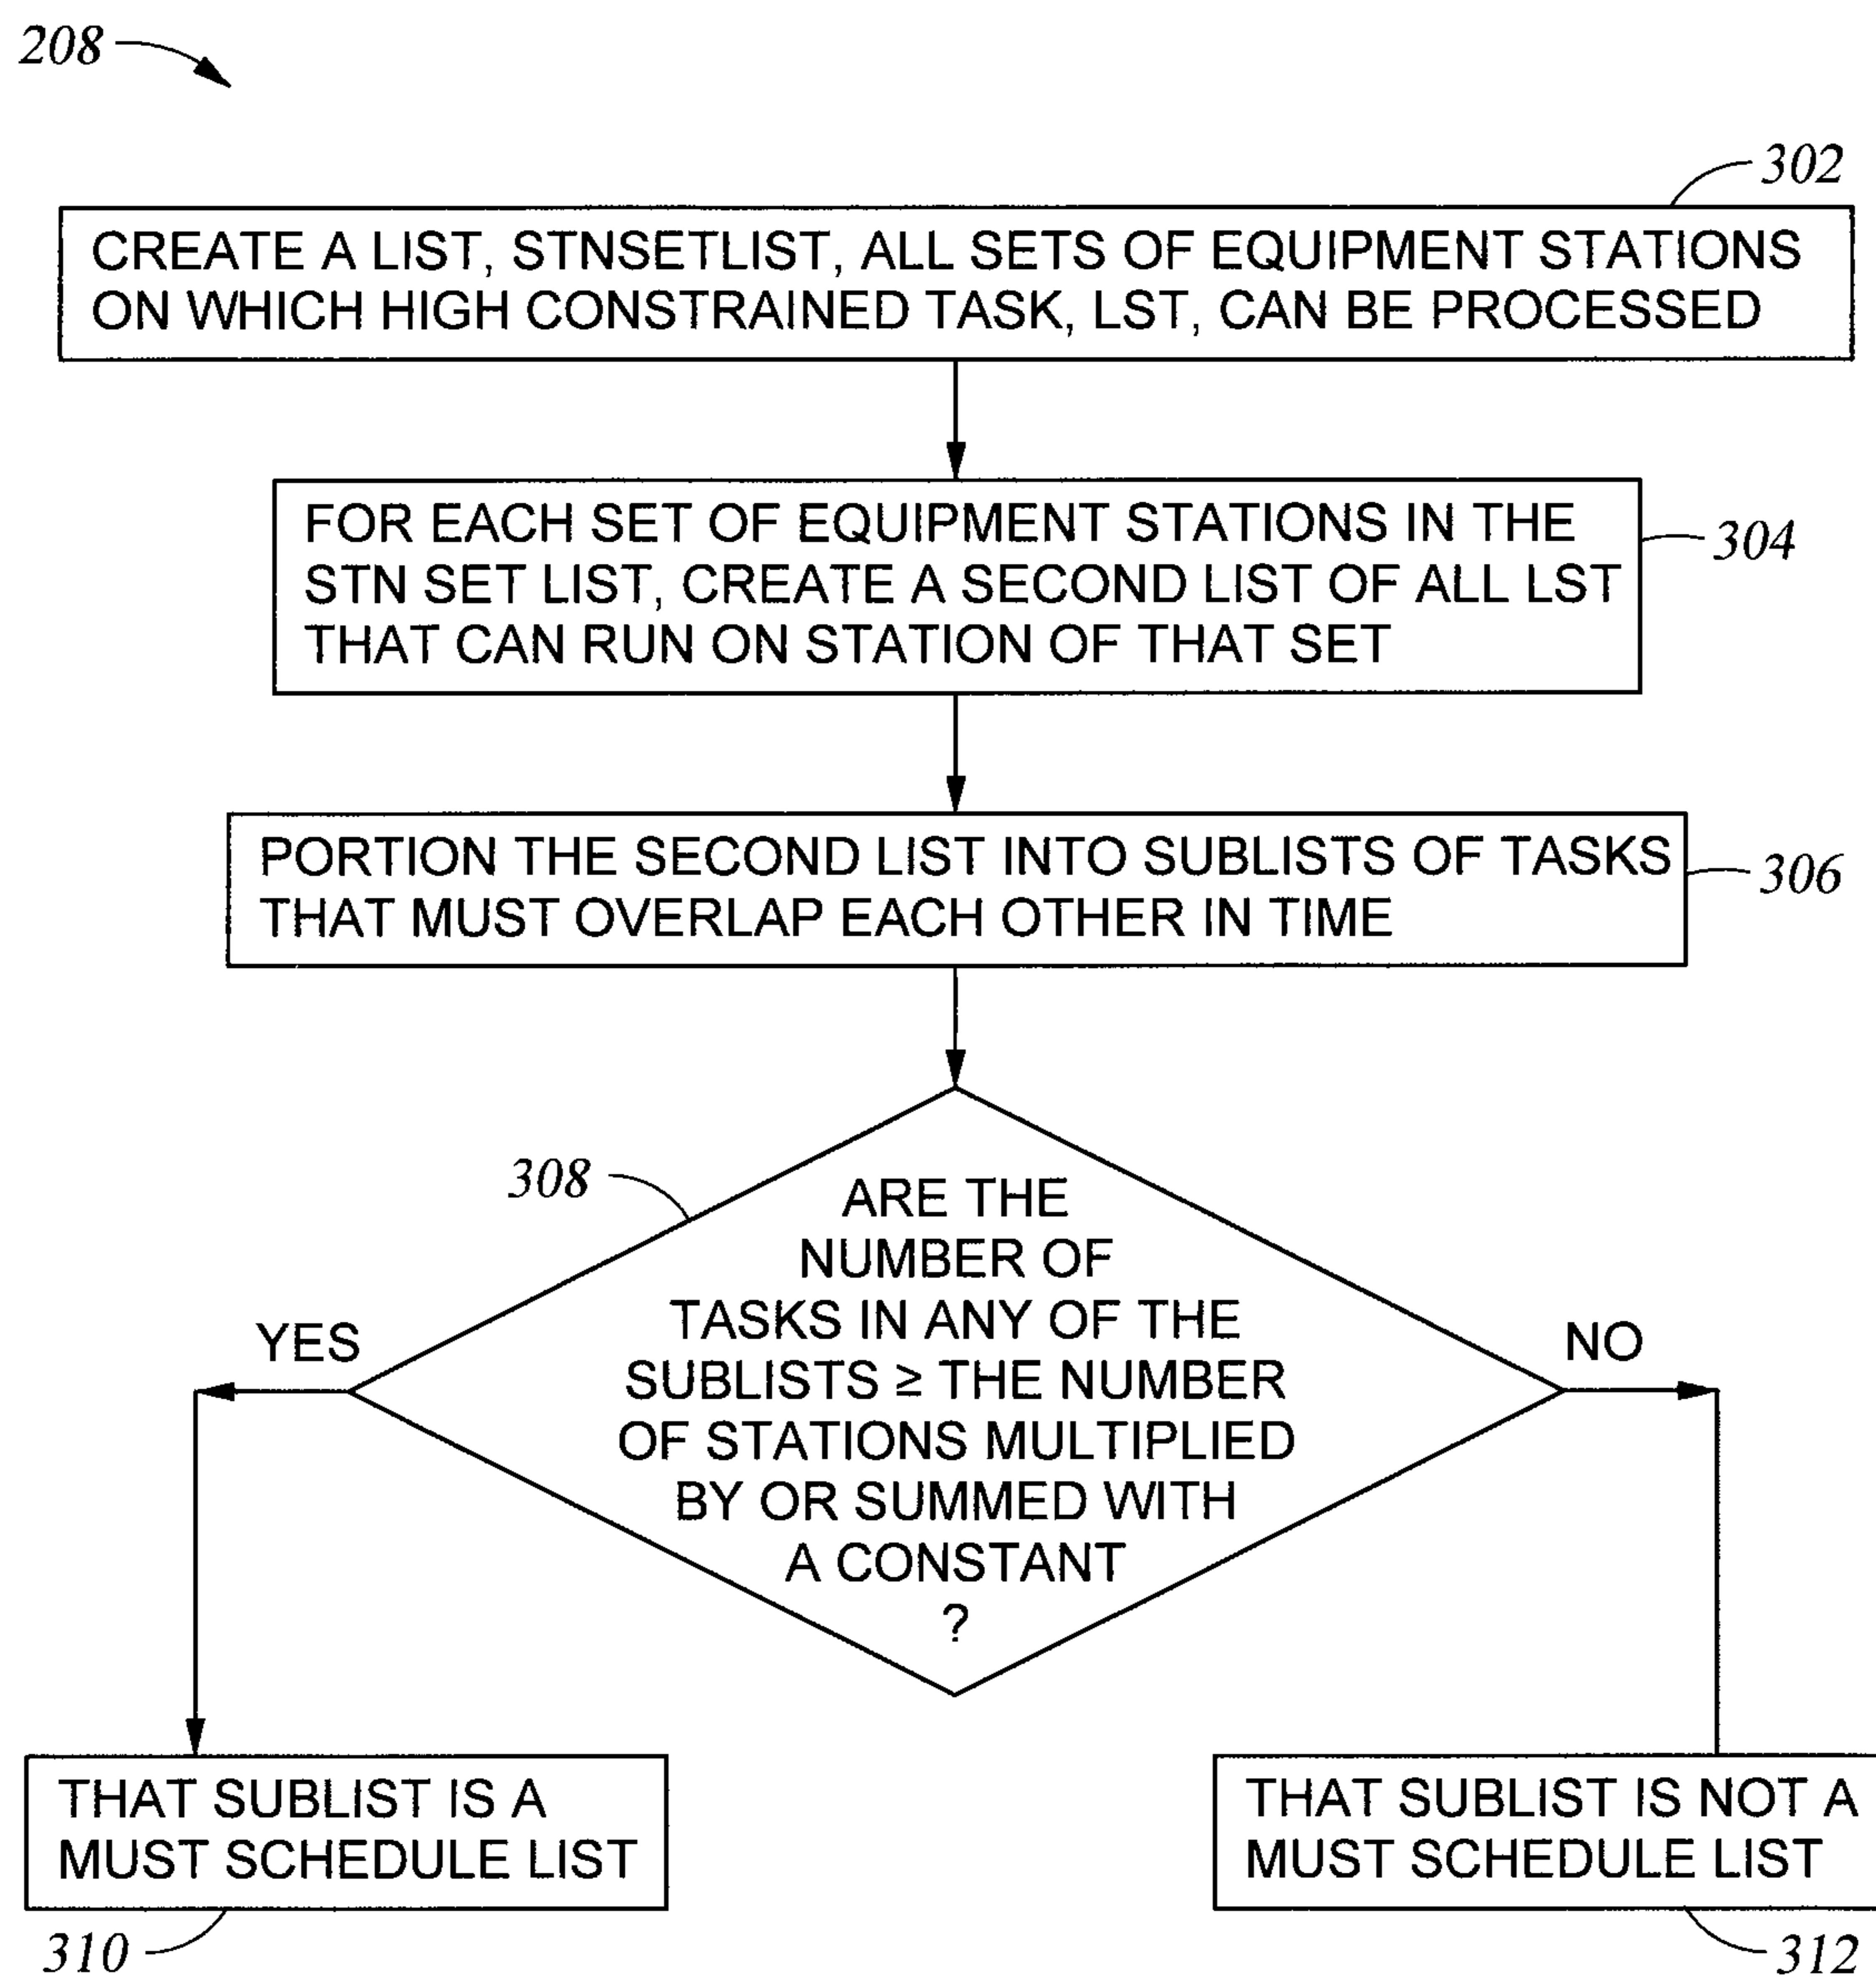 208
302
CREATE A LIST, STNSETLIST, ALL SETS OF EQUIPMENT STATIONS
ON WHICH HIGH CONSTRAINED TASK, LST, CAN BE PROCESSED
FOR EACH SET OF EQUIPMENT STATIONS IN THE
STN SET LIST, CREATE A SECOND LIST OF ALL LST
THAT CAN RUN ON STATION OF THAT SET
304
PORTION THE SECOND LIST INTO SUBLISTS OF TASKS
THAT MUST OVERLAP EACH OTHER IN TIME
306
308
ARE THE
NUMBER OF
TASKS IN ANY OF THE
SUBLISTS ≥ THE NUMBER
OF STATIONS MULTIPLIED
BY OR SUMMED WITH
A CONSTANT
?
YES
NO
THAT SUBLIST IS A
MUST SCHEDULE LIST
310
THAT SUBLIST IS NOT A
MUST SCHEDULE LIST
312